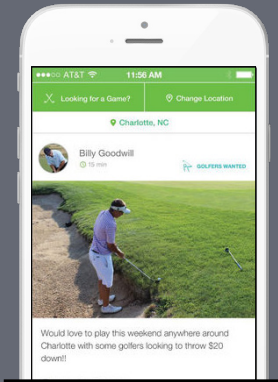 AT&T 11:56 AM
Looking for a Game? Change Location
Charlotte, NC
Billy Goodwill
15 min
GOLFERS WANTED
Would love to play this weekend anywhere around
Charlotte with some golfers looking to throw $20
down!!